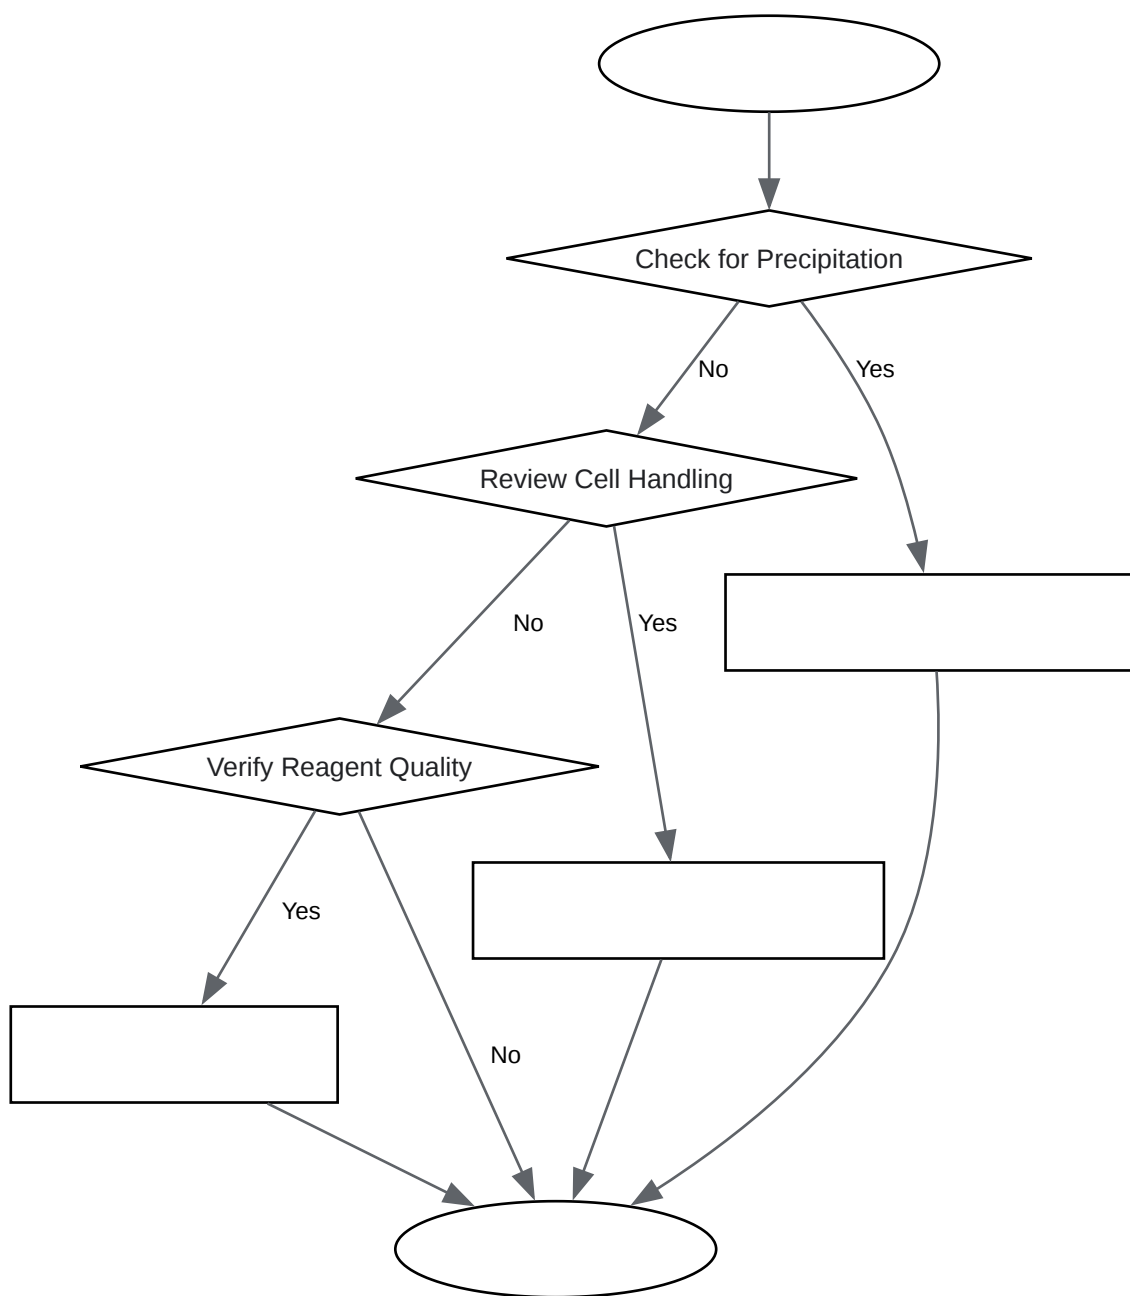 Check for Precipitation
No
Yes
Review Cell Handling
No
Yes
Verify Reagent Quality
Yes
No